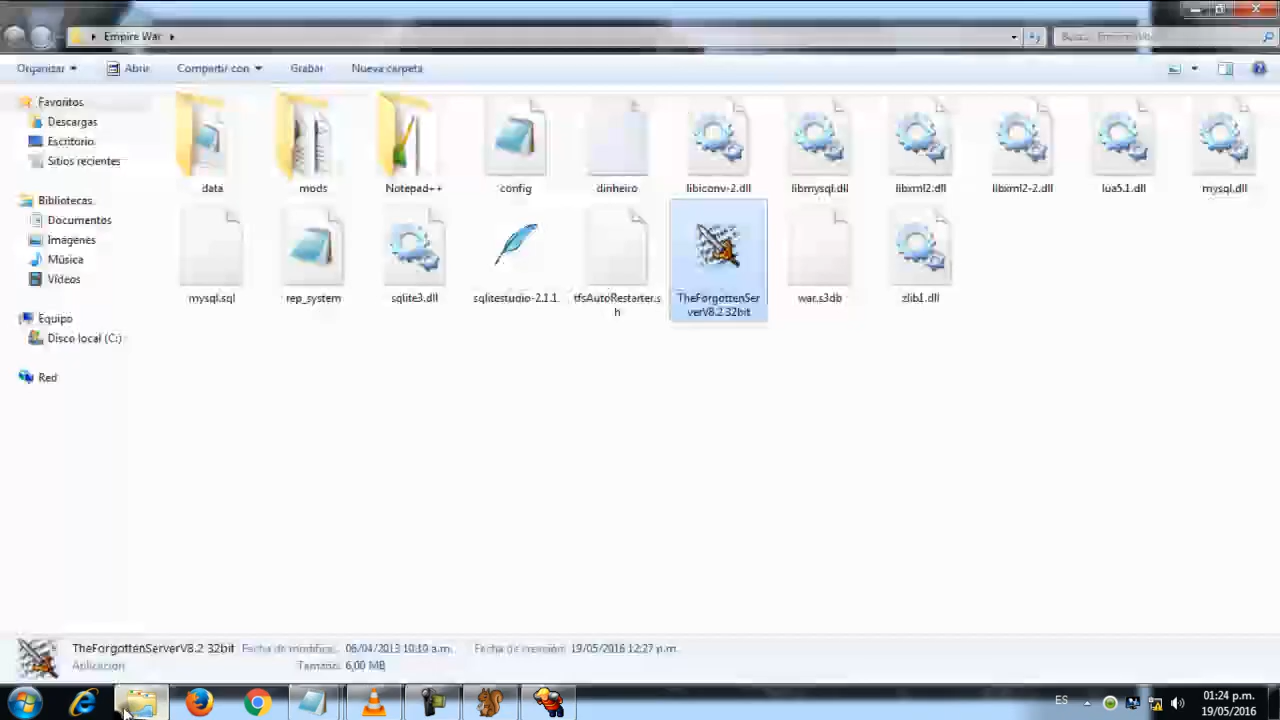 Empire War
Organizar
Abrir
Compartir con
Grabar
Nueva carpeta
Favoritos
Descargas
Escritorio
Sitios recientes
Bibliotecas
Documentos
Imágenes
Música
Vídeos
Equipo
Disco local (C:)
Red
data
mods
Notepad++
config
dinheiro
libiconv-2.dll
libmysql.dll
libxml2.dll
libxml2-2.dll
lua5.1.dll
mysql.dll
mysql.sql
rep_system
sqlite3.dll
sqlitestudio-2.1.1
tfsAutoRestarter.s
h
TheForgottenSer
verV8.2 32bit
war.s3db
zlib1.dll
TheForgottenServerV8.2 32bit Fecha de modifica... 06/04/2013 10:19 a.m. Fecha de creación: 19/05/2016 12:27 p.m.
Aplicación Tamaño: 6,00 MB
ES
01:24 p.m.
19/05/2016